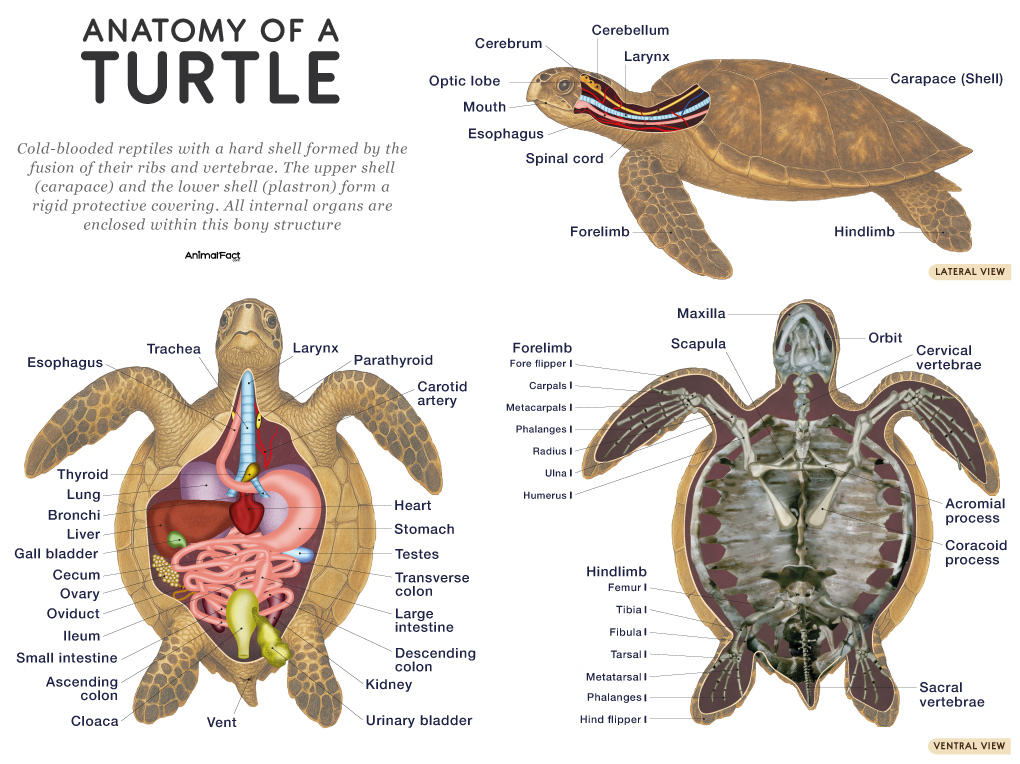 ANATOMY OF A
TURTLE
Cold-blooded reptiles with a hard shell formed by the
fusion of their ribs and vertebrae. The upper shell
(carapace) and the lower shell (plastron) form a
rigid protective covering. All internal organs are
enclosed within this bony structure
AnimalFact
Cerebrum
Cerebellum
Larynx
Optic lobe
Mouth
Esophagus
Spinal cord
Carapace (Shell)
Forelimb
Hindlimb
LATERAL VIEW
Esophagus
Trachea
Larynx
Parathyroid
Carotid
artery
Thyroid
Lung
Bronchi
Liver
Gall bladder
Cecum
Ovary
Oviduct
Ileum
Small intestine
Ascending
colon
Cloaca
Vent
Heart
Stomach
Testes
Transverse
colon
Large
intestine
Descending
colon
Kidney
Urinary bladder
Maxilla
Scapula
Orbit
Cervical
vertebrae
Forelimb
Fore flipper
Carpals
Metacarpals
Phalanges
Radius
Ulna
Humerus
Acromial
process
Coracoid
process
Hindlimb
Femur
Tibia
Fibula
Tarsal
Metatarsal
Phalanges
Hind flipper
Sacral
vertebrae
VENTRAL VIEW